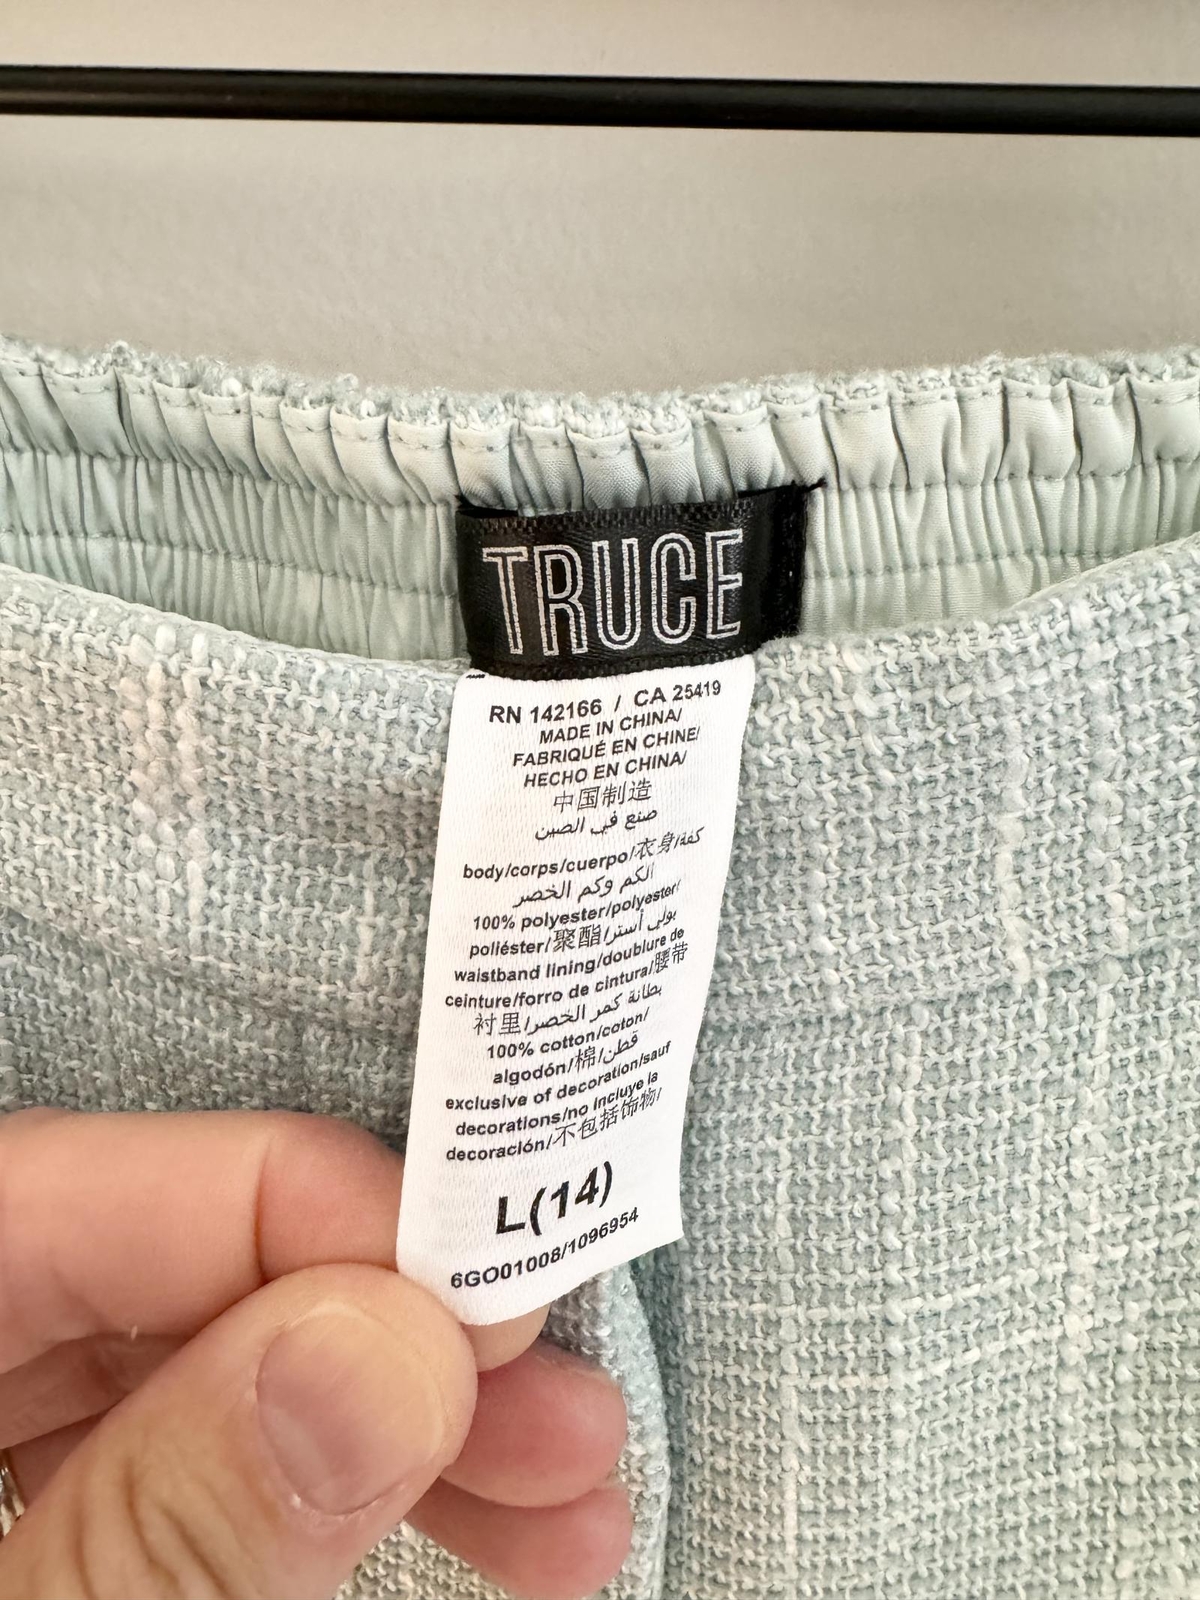 TRUCE
RN 142166 / CA 25419
MADE IN CHINA/
FABRIQUÉ EN CHINE/
HECHO EN CHINA/
中国制造
صنع في الصين
body/corps/cuerpo/衣身/كفة
الكم وكم الخصر
100% polyester/polyester/
poliéster/聚酯/بولي أستر
waistband lining/doublure de
ceinture/forro de cintura/腰带
衬里/بطانة كمر الخصر
100% cotton/coton/
algodón/棉/قطن
exclusive of decoration/sauf
decorations/no incluye la
decoración/不包括饰物/
L(14)
6GO01008/1096954